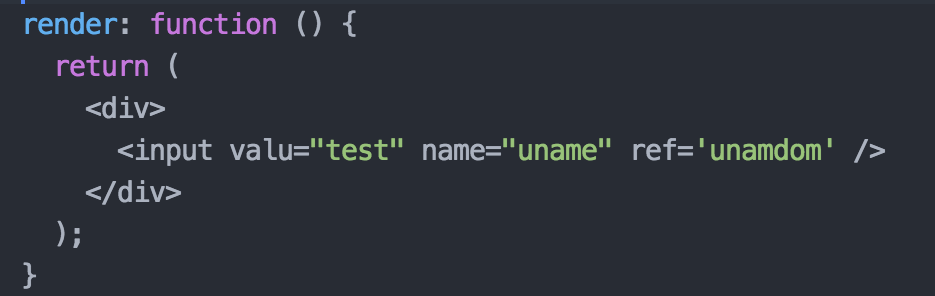 render: function () {
return (
<div>
<input valu="test" name="uname" ref='unamdom' />
</div>
);
}